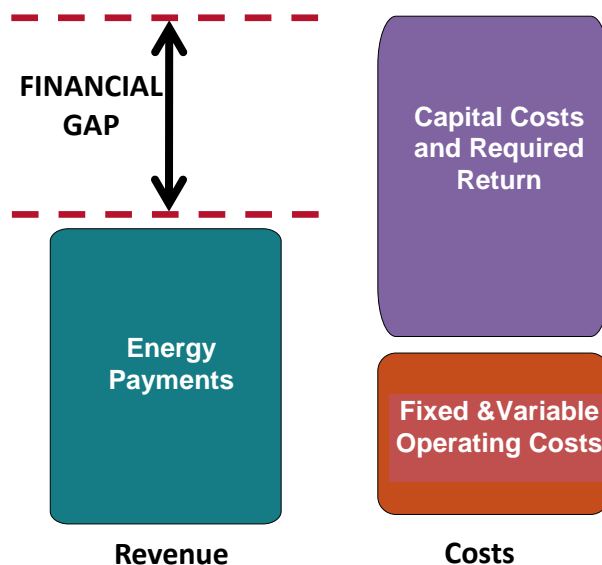 FINANCIAL
GAP
Energy
Payments
Revenue
Capital Costs
and Required
Return
Fixed &Variable
Operating Costs
Costs